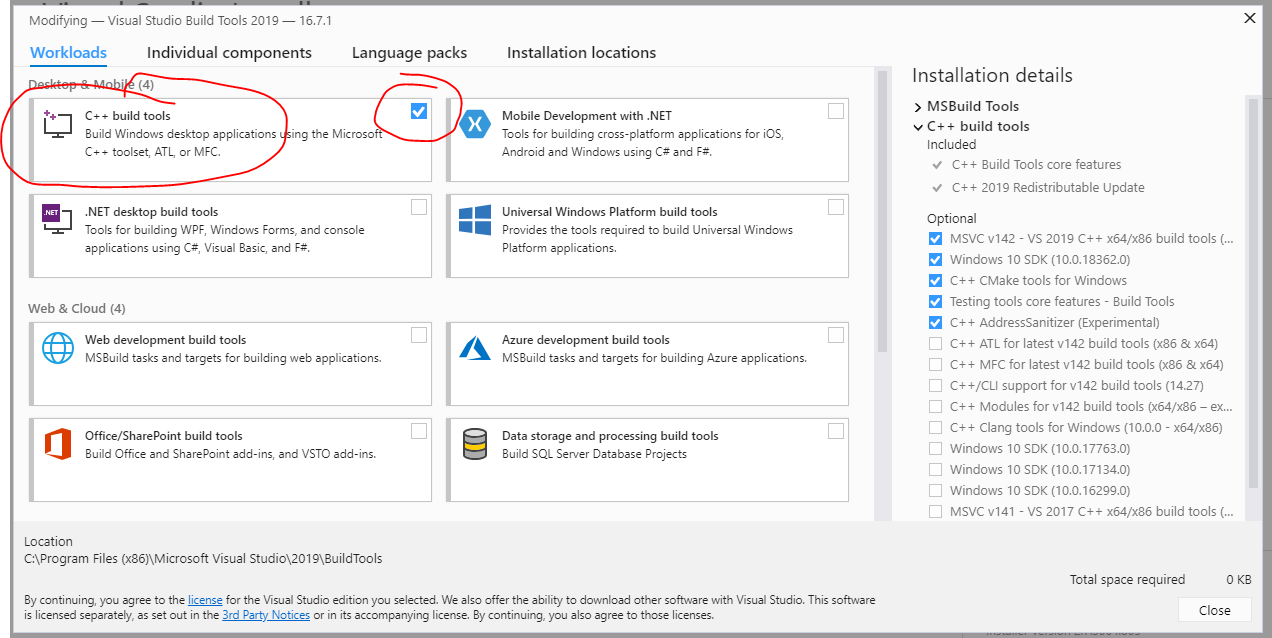 Modifying — Visual Studio Build Tools 2019 — 16.7.1
Workloads
Individual components
Language packs
Installation locations
Desktop & Mobile (4)
C++ build tools
Build Windows desktop applications using the Microsoft
C++ toolset, ATL, or MFC.
Mobile Development with .NET
Tools for building cross-platform applications for iOS,
Android and Windows using C# and F#.
.NET
.NET desktop build tools
Tools for building WPF, Windows Forms, and console
applications using C#, Visual Basic, and F#.
Universal Windows Platform build tools
Provides the tools required to build Universal Windows
Platform applications.
Web & Cloud (4)
Web development build tools
MSBuild tasks and targets for building web applications.
Azure development build tools
MSBuild tasks and targets for building Azure applications.
Office/SharePoint build tools
Build Office and SharePoint add-ins, and VSTO add-ins.
Data storage and processing build tools
Build SQL Server Database Projects
Installation details
MSBuild Tools
C++ build tools
Included
C++ Build Tools core features
C++ 2019 Redistributable Update
Optional
MSVC v142 - VS 2019 C++ x64/x86 build tools (...
Windows 10 SDK (10.0.18362.0)
C++ CMake tools for Windows
Testing tools core features - Build Tools
C++ AddressSanitizer (Experimental)
C++ ATL for latest v142 build tools (x86 & x64)
C++ MFC for latest v142 build tools (x86 & x64)
C++/CLI support for v142 build tools (14.27)
C++ Modules for v142 build tools (x64/x86 – ex...
C++ Clang tools for Windows (10.0.0 - x64/x86)
Windows 10 SDK (10.0.17763.0)
Windows 10 SDK (10.0.17134.0)
Windows 10 SDK (10.0.16299.0)
MSVC v141 - VS 2017 C++ x64/x86 build tools (...
Location
C:\Program Files (x86)\Microsoft Visual Studio\2019\BuildTools
Total space required 0 KB
By continuing, you agree to the license for the Visual Studio edition you selected. We also offer the ability to download other software with Visual Studio. This software
is licensed separately, as set out in the 3rd Party Notices or in its accompanying license. By continuing, you also agree to those licenses.
Close